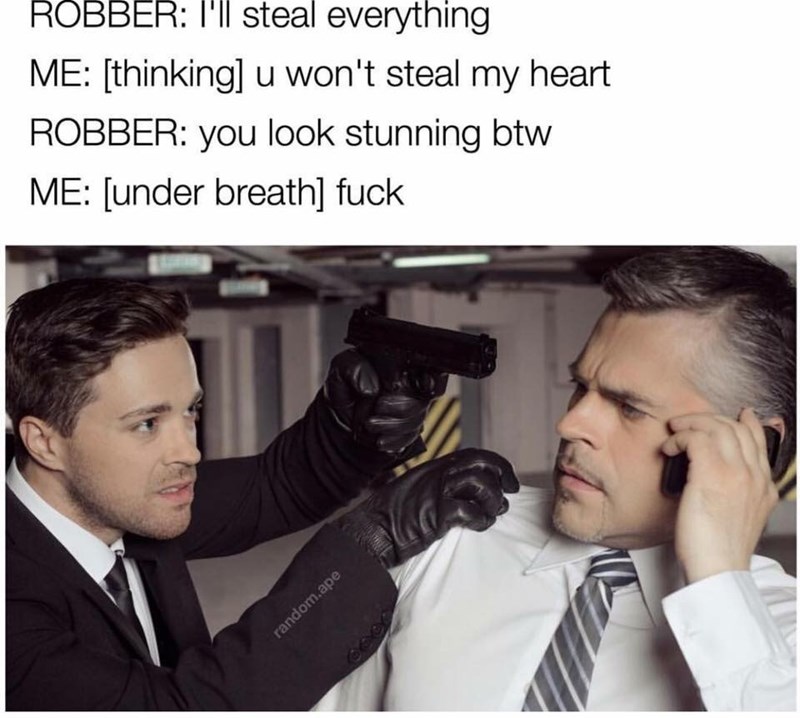 ROBBER: I'll steal everything
ME: [thinking] u won't steal my heart
ROBBER: you look stunning btw
ME: [under breath] fuck
random.ape